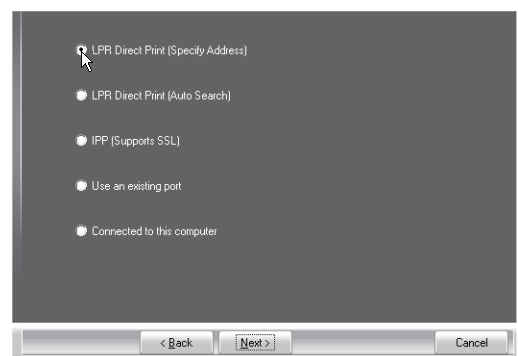 LPR Direct Print (Specify Address)
LPR Direct Print (Auto Search)
IPP (Supports SSL)
Use an existing port
Connected to this computer
< Back Next > Cancel